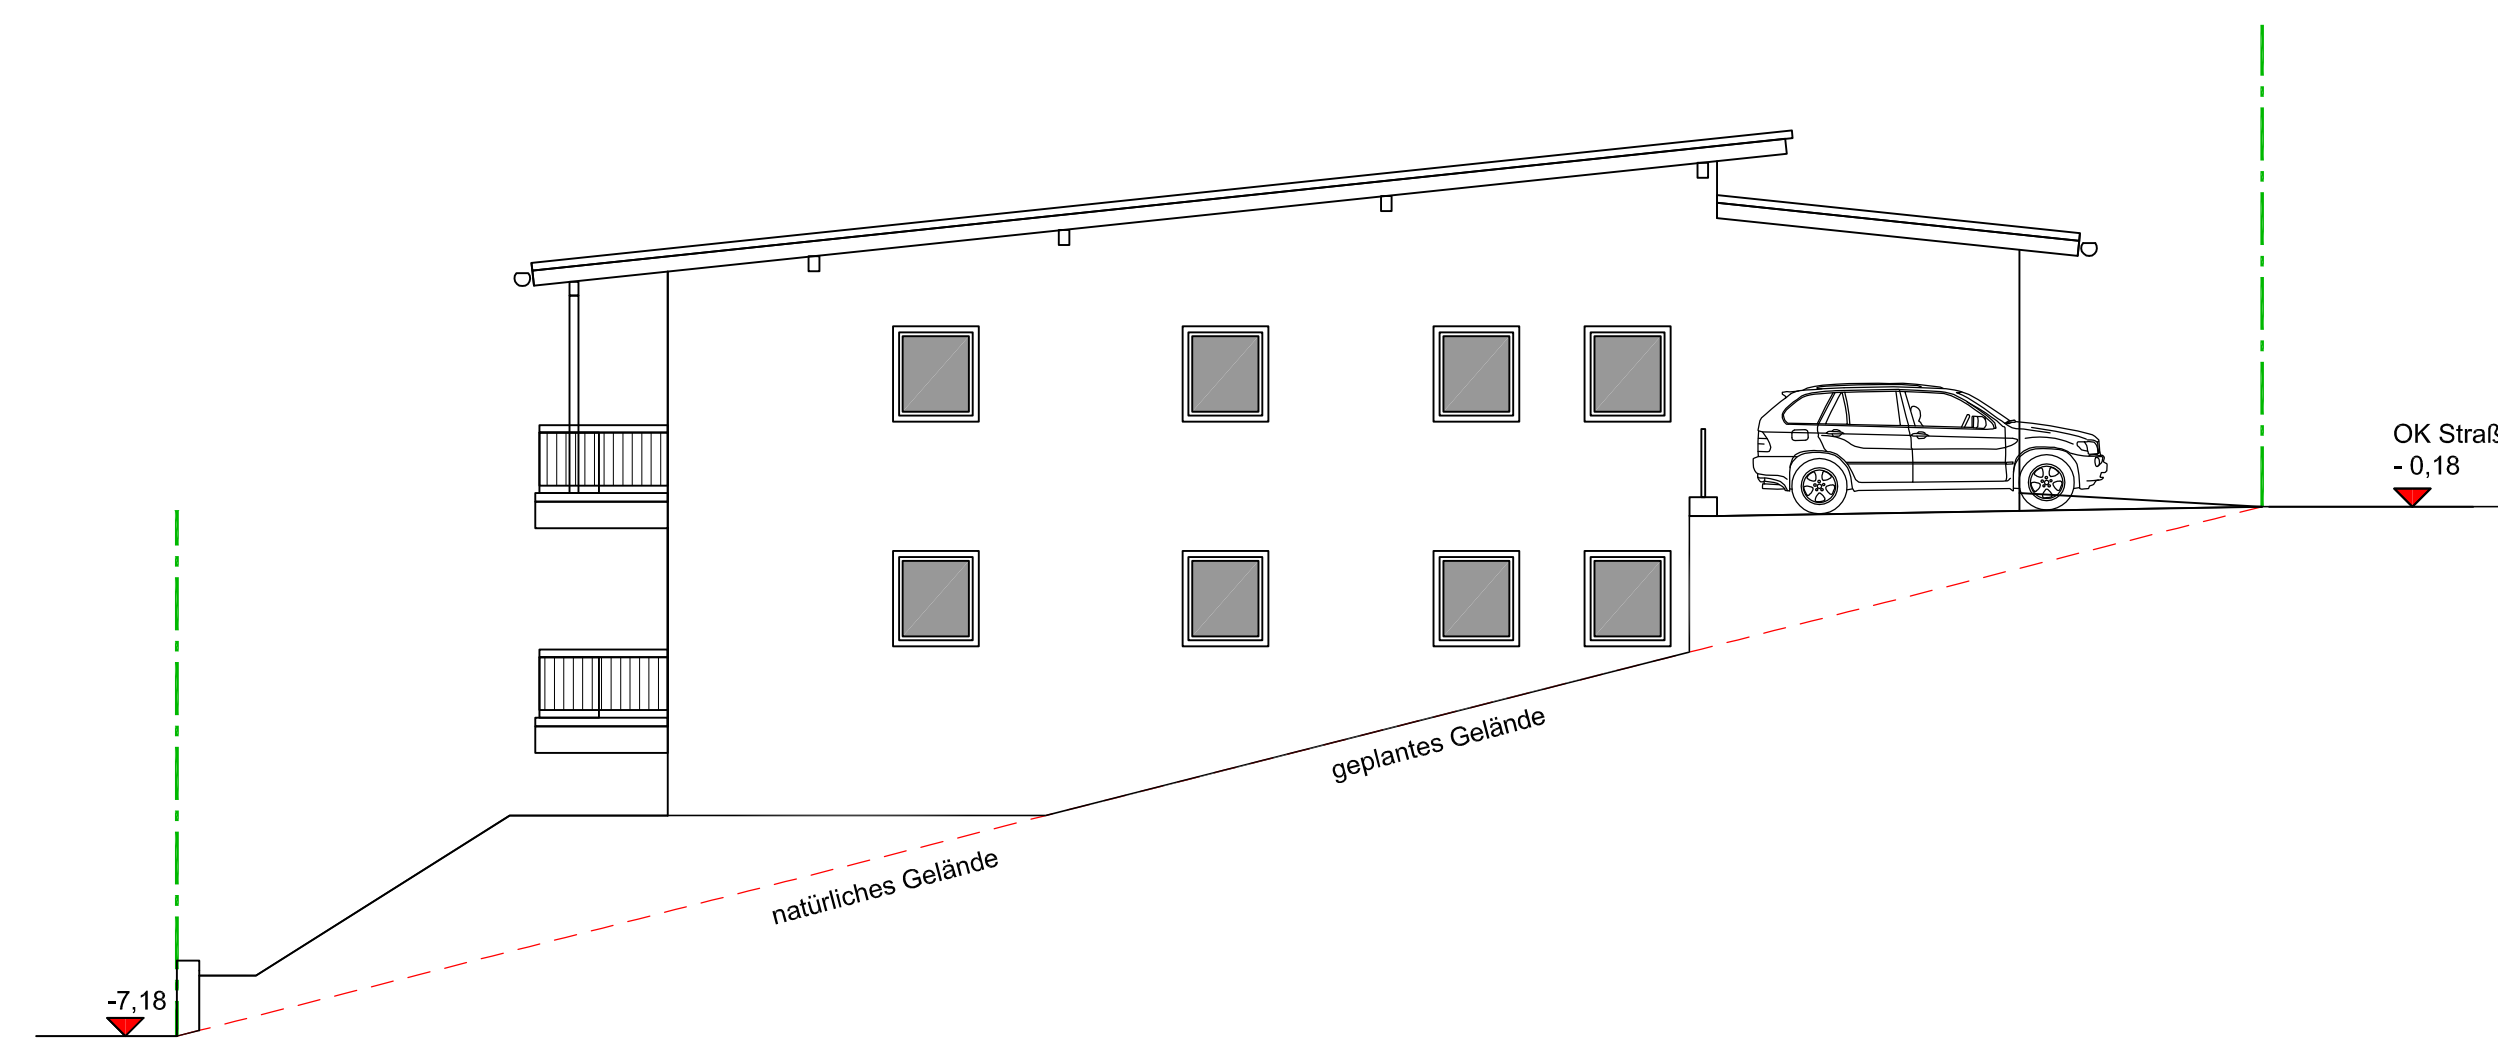 OK Straß
- 0,18
geplantes Gelände
natürliches Gelände
-7,18